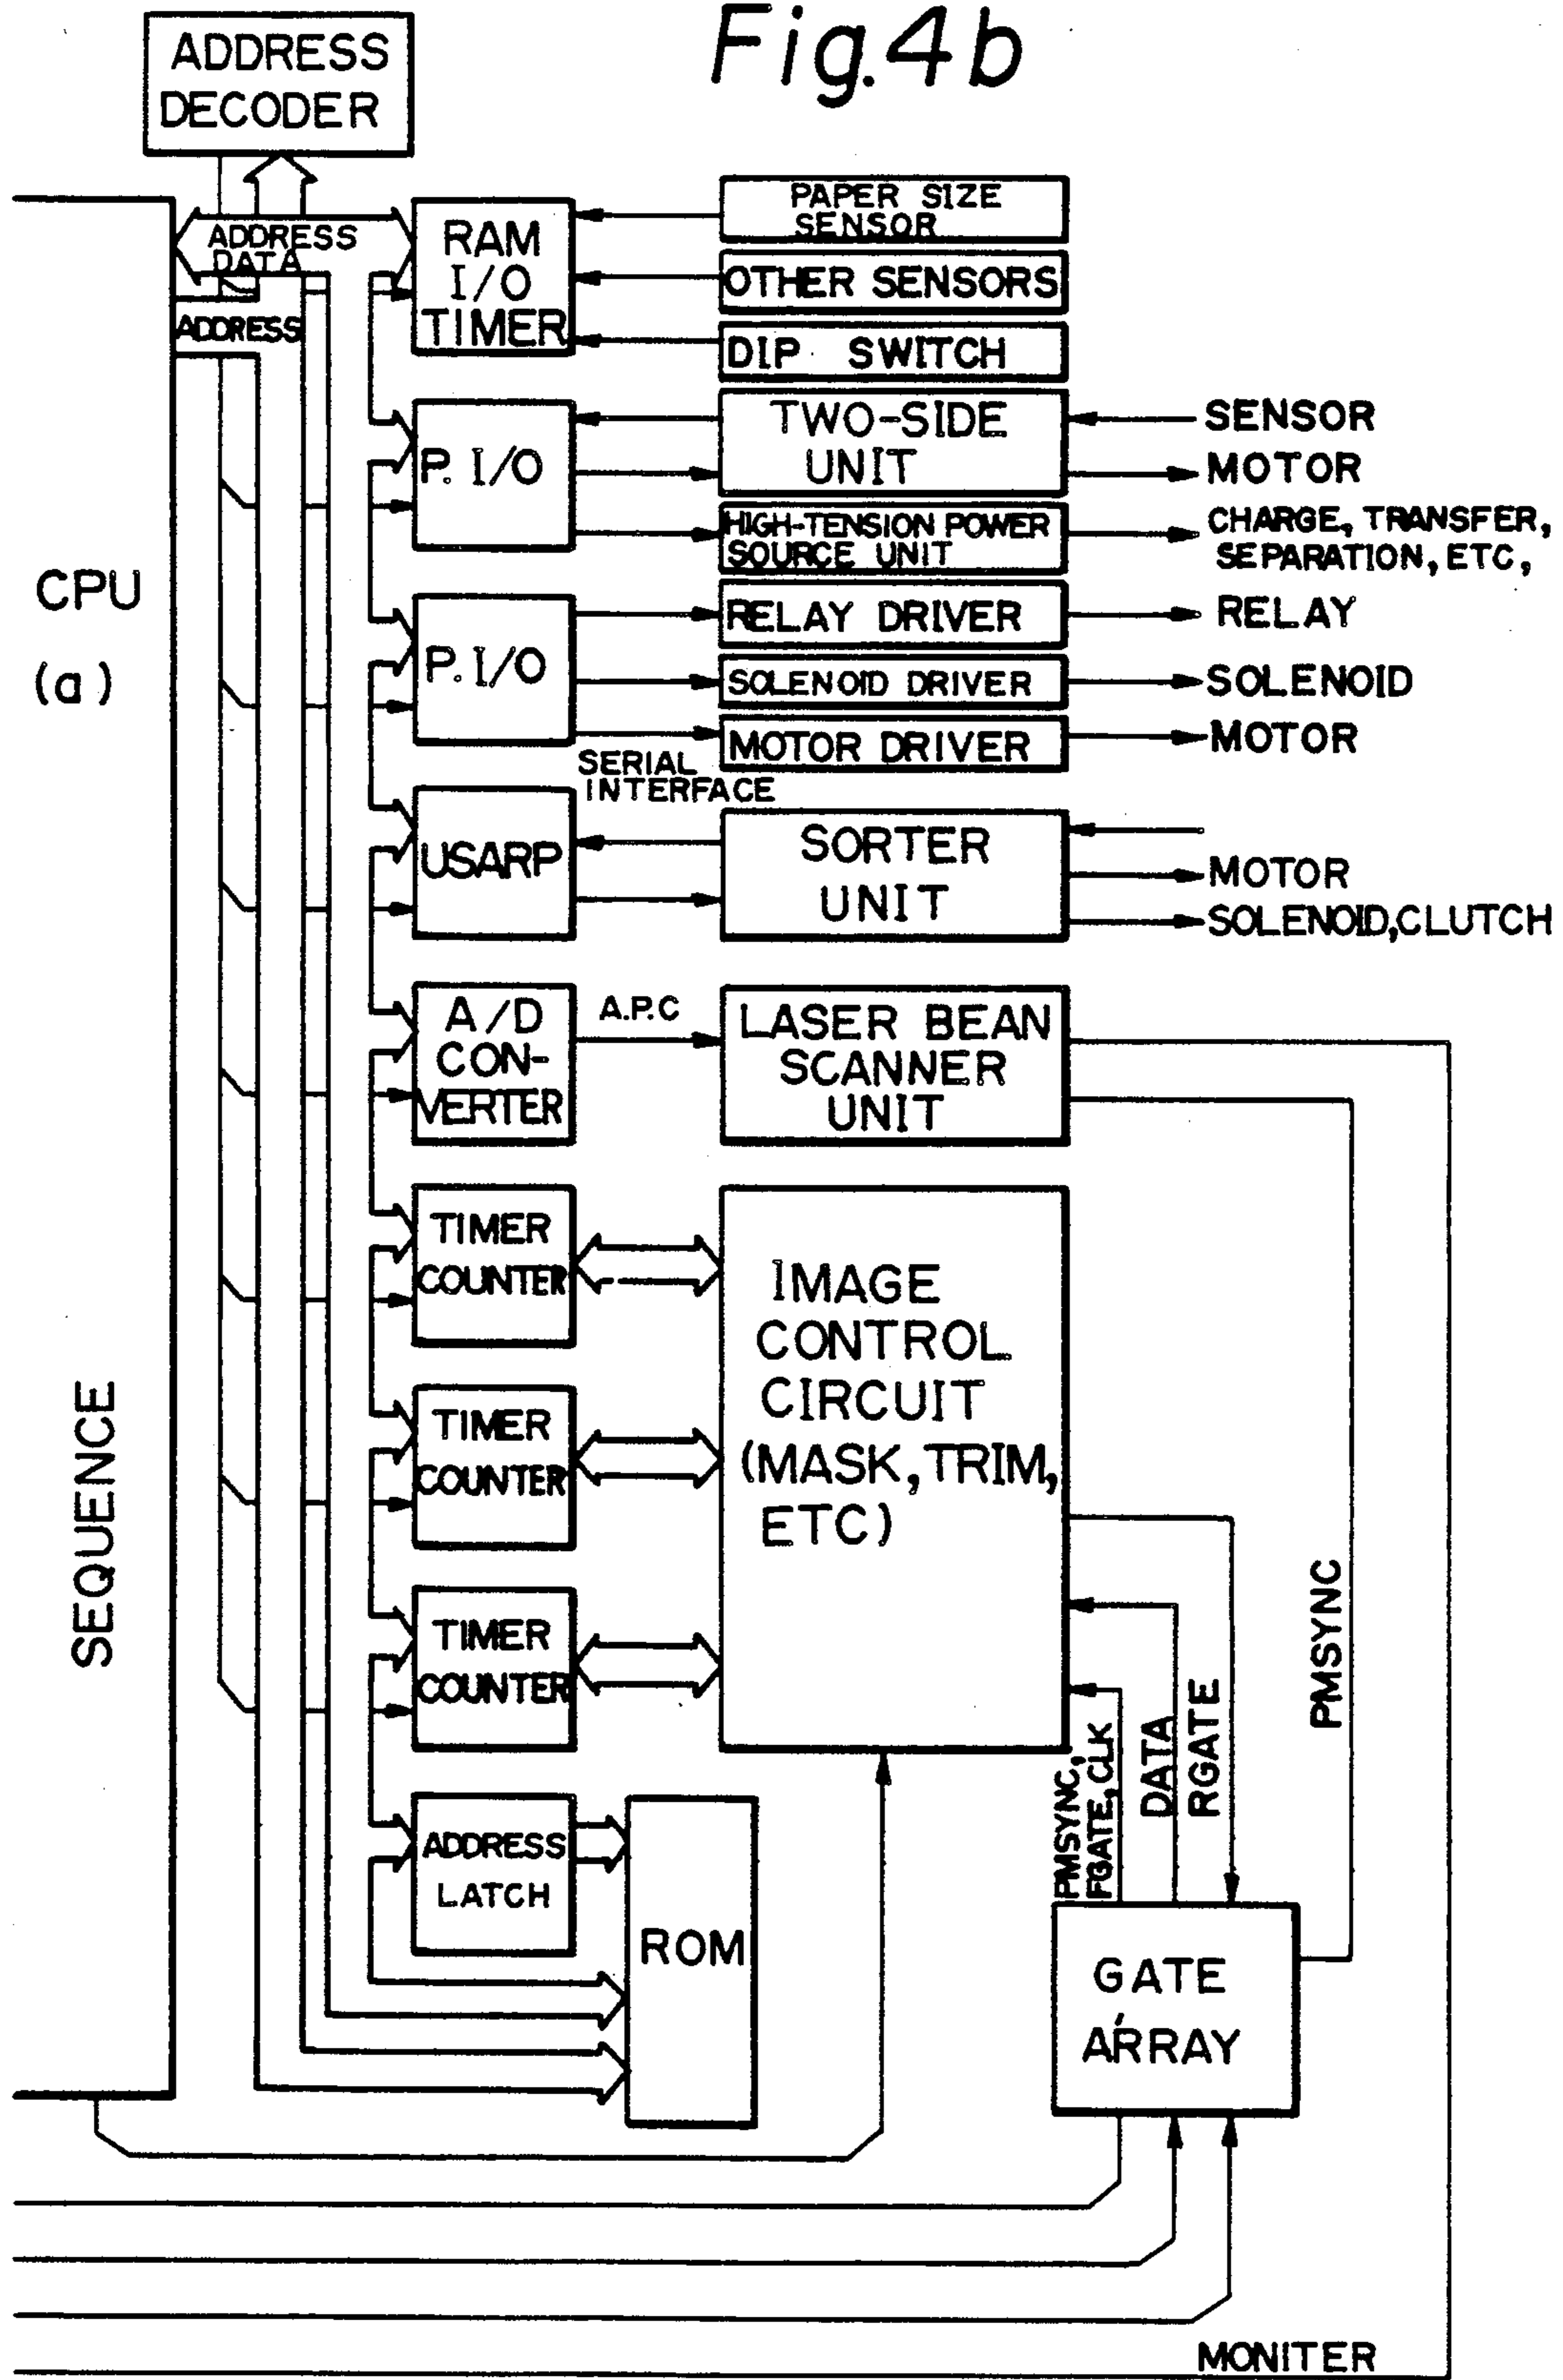 Fig.4b
ADDRESS
DECODER
ADDRESS
DATA
ADDRESS
RAM
I/O
TIMER
PAPER SIZE
SENSOR
OTHER SENSORS
DIP SWITCH
P.I/O
TWO-SIDE
UNIT
SENSOR
MOTOR
HIGH-TENSION POWER
SOURCE UNIT
CHARGE, TRANSFER,
SEPARATION, ETC,
CPU
(a)
P.I/O
RELAY DRIVER
RELAY
SOLENOID DRIVER
SOLENOID
MOTOR DRIVER
MOTOR
SERIAL
INTERFACE
USARP
SORTER
UNIT
MOTOR
SOLENOID,CLUTCH
A/D
CON-
VERTER
A.P.C
LASER BEAN
SCANNER
UNIT
TIMER
COUNTER
IMAGE
CONTROL
CIRCUIT
(MASK, TRIM,
ETC)
TIMER
COUNTER
SEQUENCE
TIMER
COUNTER
PMSYNC,
FGATE, CLK
DATA
RGATE
PMSYNC
ADDRESS
LATCH
ROM
GATE
ARRAY
MONITER